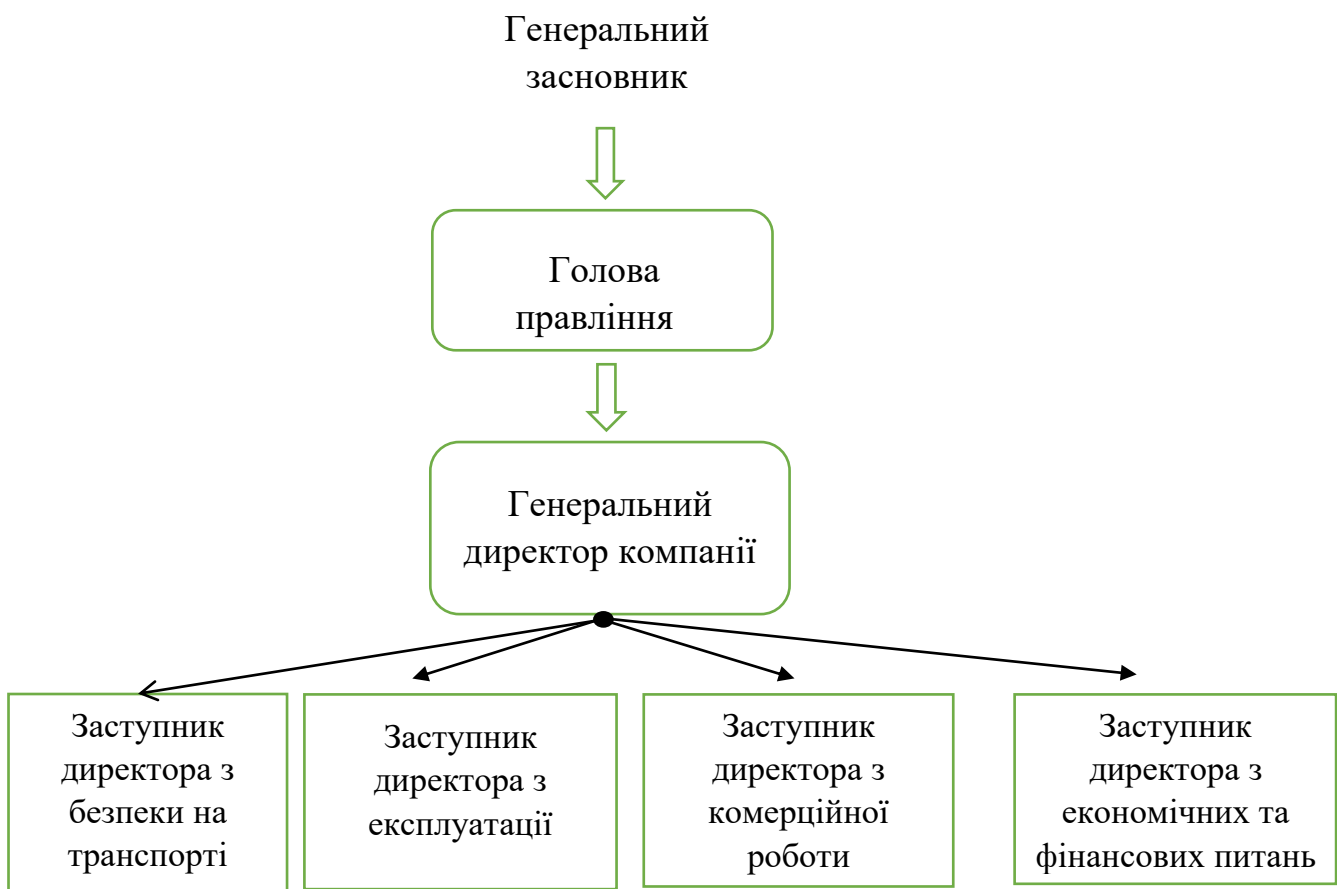 Генеральний
засновник
Голова
правління
Генеральний
директор компанії
Заступник
директора з
безпеки на
транспорті
Заступник
директора з
експлуатації
Заступник
директора з
комерційної
роботи
Заступник
директора з
економічних та
фінансових питань